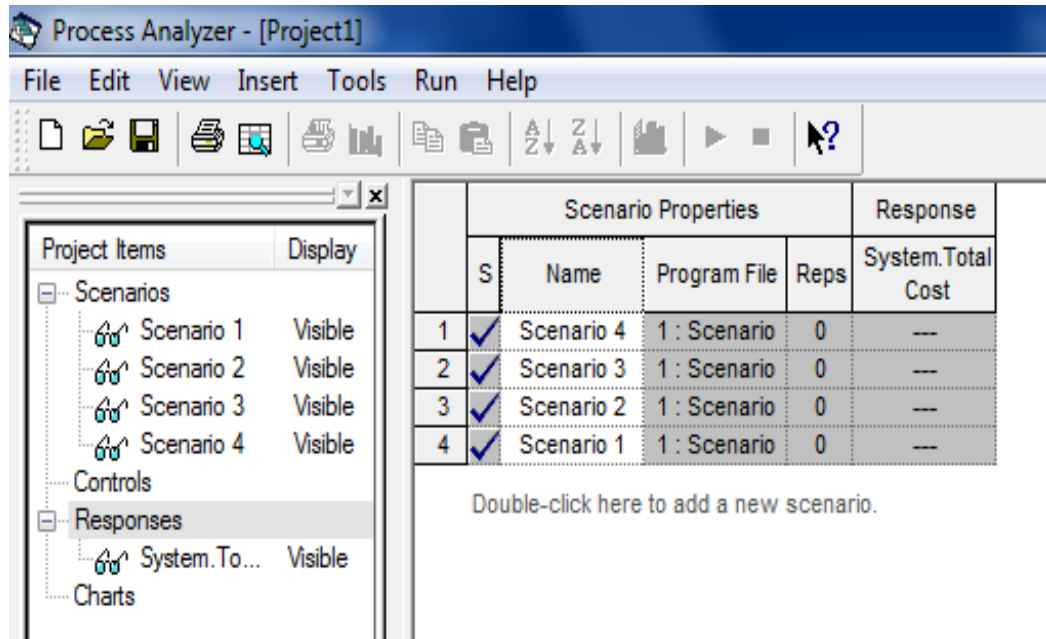 Process Analyzer - [Project1]
File Edit View Insert Tools Run Help
Project Items Display
Scenarios
Scenario 1 Visible
Scenario 2 Visible
Scenario 3 Visible
Scenario 4 Visible
Controls
Responses
System.To... Visible
Charts
Scenario Properties Response
S Name Program File Reps System.Total
Cost
1 Scenario 4 1 : Scenario 0 ---
2 Scenario 3 1 : Scenario 0 ---
3 Scenario 2 1 : Scenario 0 ---
4 Scenario 1 1 : Scenario 0 ---
Double-click here to add a new scenario.